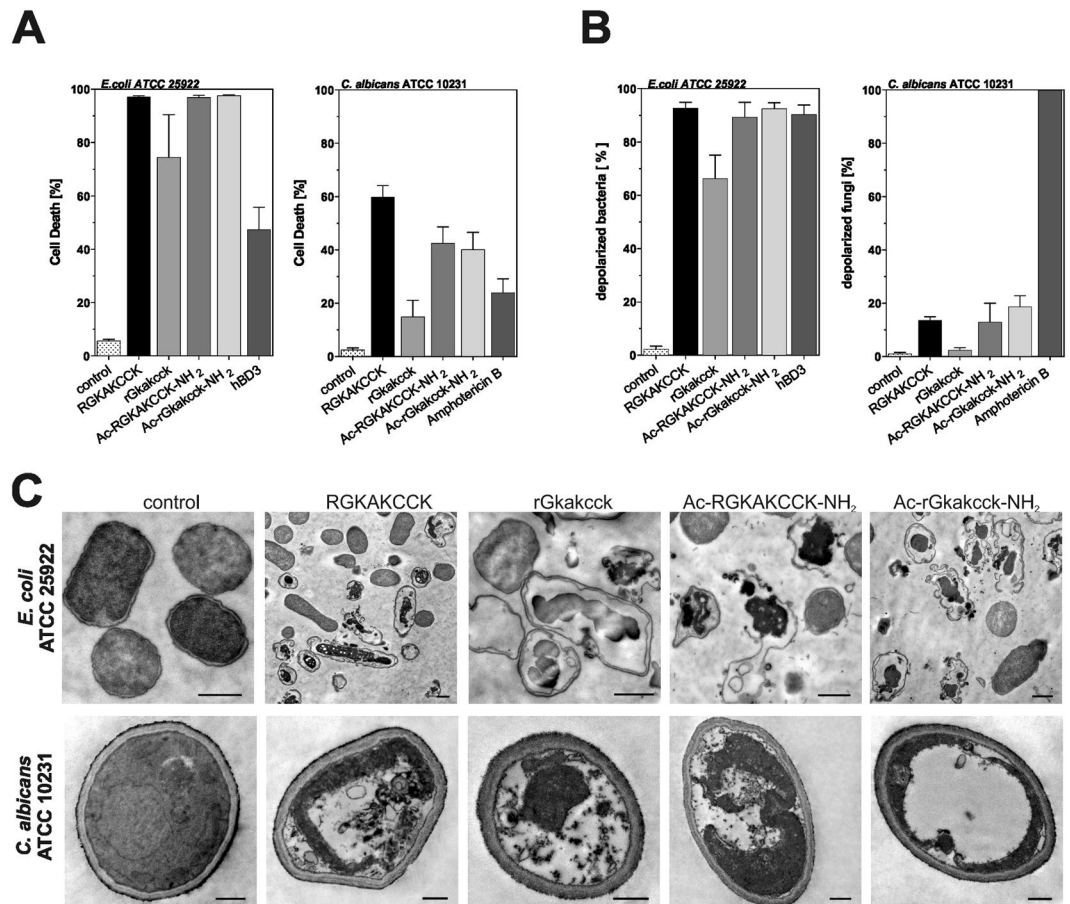 A
B
E.coli ATCC 25922
C. albicans ATCC 10231
E.coli ATCC 25922
C. albicans ATCC 10231
Cell Death [%]
100
80
60
40
20
0
control
RGKAKCCK
rGkakcck
Ac-RGKAKCCK-NH2
Ac-rGkakcck-NH2
hBD3
Cell Death [%]
100
80
60
40
20
0
control
RGKAKCCK
rGkakcck
Ac-RGKAKCCK-NH2
Ac-rGkakcck-NH2
Amphotericin B
depolarized bacteria [ % ]
100
80
60
40
20
0
control
RGKAKCCK
rGkakcck
Ac-RGKAKCCK-NH2
Ac-rGkakcck-NH2
hBD3
depolarized fungi [%]
100
80
60
40
20
0
control
RGKAKCCK
rGkakcck
Ac-RGKAKCCK-NH2
Ac-rGkakcck-NH2
Amphotericin B
C
control
RGKAKCCK
rGkakcck
Ac-RGKAKCCK-NH2
Ac-rGkakcck-NH2
E. coli
ATCC 25922
C. albicans
ATCC 10231